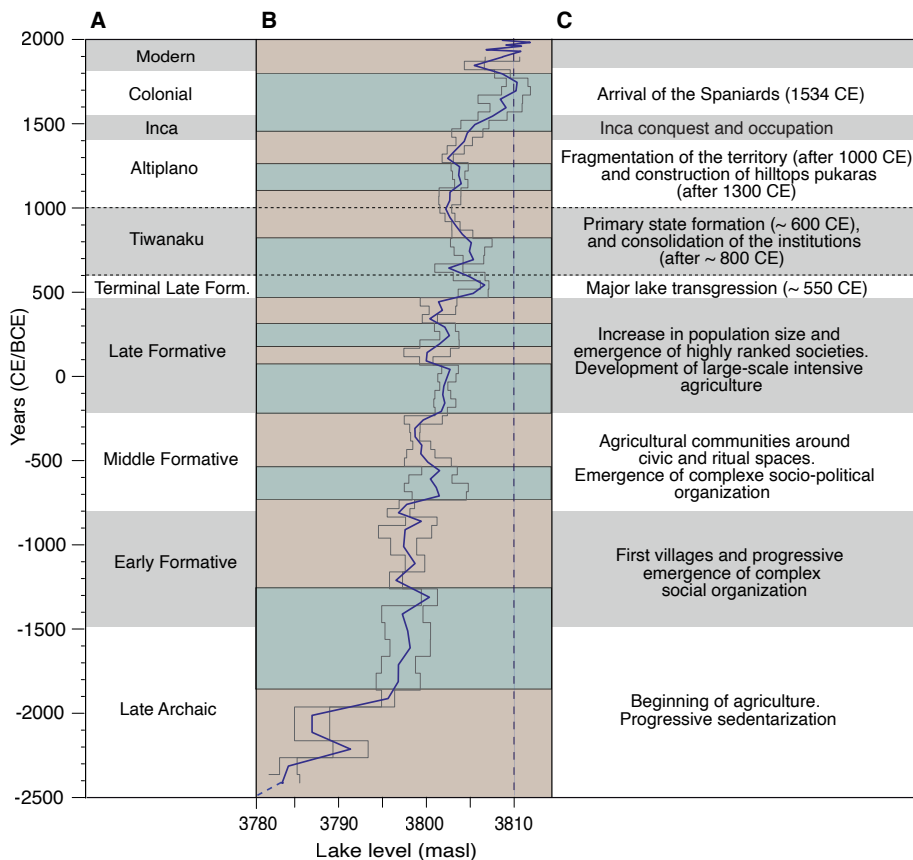 A
B
C
2000
1500
1000
500
0
-500
-1000
-1500
-2000
-2500
Years (CE/BCE)
Modern
Colonial
Inca
Altiplano
Tiwanaku
Terminal Late Form.
Late Formative
Middle Formative
Early Formative
Late Archaic
3780
3790
3800
3810
Lake level (masl)
Arrival of the Spaniards (1534 CE)
Inca conquest and occupation
Fragmentation of the territory (after 1000 CE)
and construction of hilltops pukaras
(after 1300 CE)
Primary state formation (~ 600 CE),
and consolidation of the institutions
(after ~ 800 CE)
Major lake transgression (~ 550 CE)
Increase in population size and
emergence of highly ranked societies.
Development of large-scale intensive
agriculture
Agricultural communities around
civic and ritual spaces.
Emergence of complexe socio-political
organization
First villages and progressive
emergence of complex
social organization
Beginning of agriculture.
Progressive sedentarization